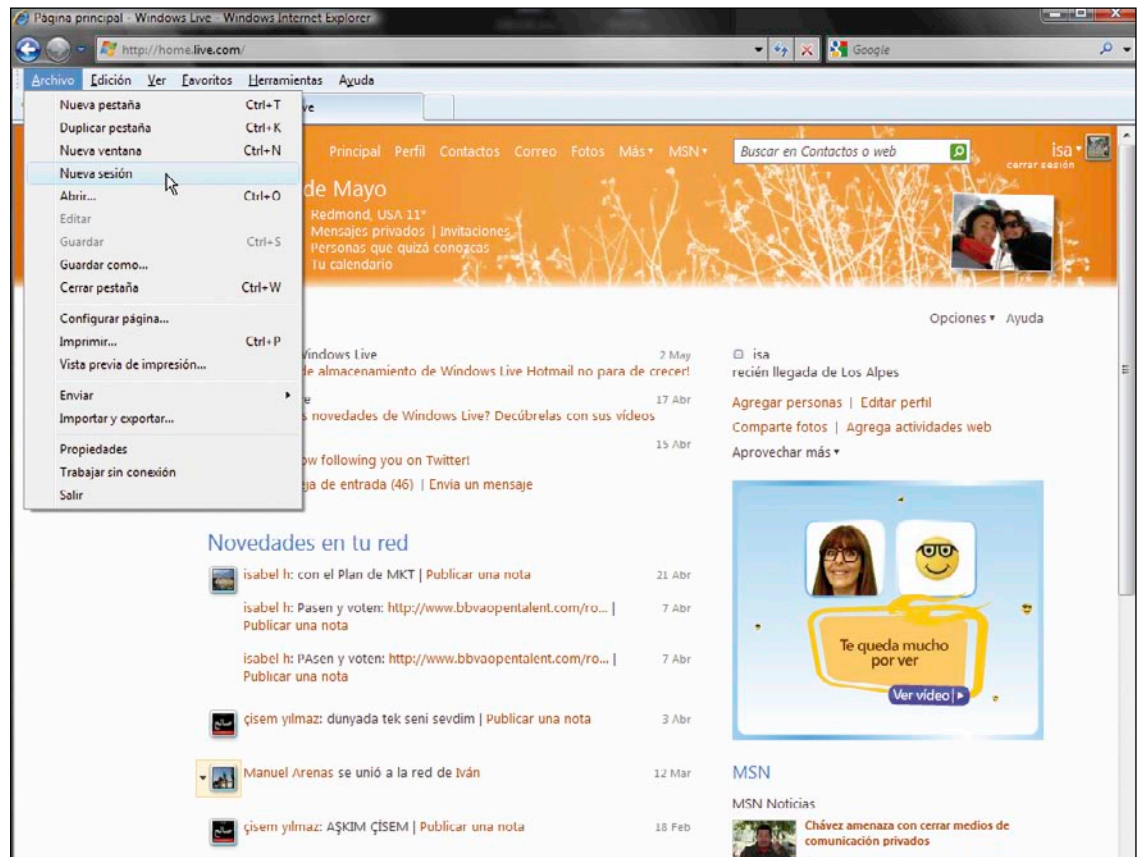 Página principal - Windows Live - Windows Internet Explorer
http://home.live.com/
Google
Archivo Edición Ver Favoritos Herramientas Ayuda
Nueva pestaña Ctrl+T
Duplicar pestaña Ctrl+K
Nueva ventana Ctrl+N
Nueva sesión
Abrir... Ctrl+O
Editar
Guardar Ctrl+S
Guardar como...
Cerrar pestaña Ctrl+W
Configurar página...
Imprimir... Ctrl+P
Vista previa de impresión...
Enviar
Importar y exportar...
Propiedades
Trabajar sin conexión
Salir
ve
Principal Perfil Contactos Correo Fotos Más MSN
Buscar en Contactos o web
isa
cerrar sesión
de Mayo
Redmond, USA 11°
Mensajes privados | Invitaciones
Personas que quizá conozcas
Tu calendario
Opciones Ayuda
Windows Live 2 May
de almacenamiento de Windows Live Hotmail no para de crecer!
e 17 Abr
s novedades de Windows Live? Decúbrelas con sus vídeos
15 Abr
ow following you on Twitter!
ja de entrada (46) | Envia un mensaje
isa
recién llegada de Los Alpes
Agregar personas | Editar perfil
Comparte fotos | Agrega actividades web
Aprovechar más
Novedades en tu red
isabel h: con el Plan de MKT | Publicar una nota 21 Abr
isabel h: Pasen y voten: http://www.bbvaopentalent.com/ro... | 7 Abr
Publicar una nota
isabel h: PAsen y voten: http://www.bbvaopentalent.com/ro... | 7 Abr
Publicar una nota
çisem yılmaz: dunyada tek seni sevdim | Publicar una nota 3 Abr
Manuel Arenas se unió a la red de Iván 12 Mar
çisem yılmaz: AŞKIM ÇİSEM | Publicar una nota 18 Feb
Te queda mucho
por ver
Ver vídeo
MSN
MSN Noticias
Chávez amenaza con cerrar medios de
comunicación privados